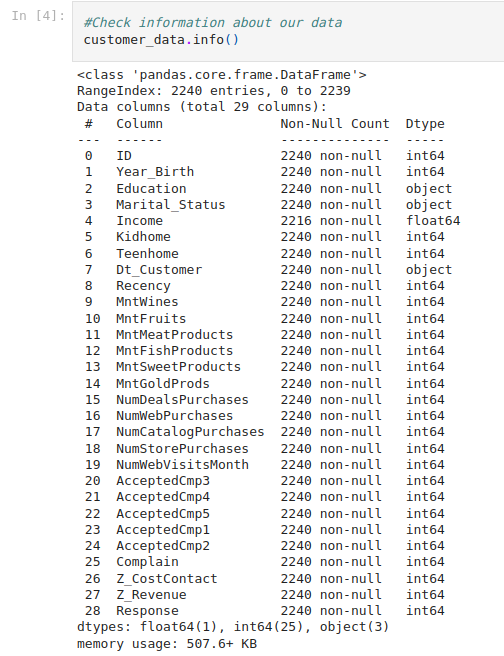 In [4]:
#Check information about our data
customer_data.info()
<class 'pandas.core.frame.DataFrame'>
RangeIndex: 2240 entries, 0 to 2239
Data columns (total 29 columns):
 #   Column               Non-Null Count  Dtype
---  ------               --------------  -----
 0   ID                   2240 non-null   int64
 1   Year_Birth           2240 non-null   int64
 2   Education            2240 non-null   object
 3   Marital_Status       2240 non-null   object
 4   Income               2216 non-null   float64
 5   Kidhome              2240 non-null   int64
 6   Teenhome             2240 non-null   int64
 7   Dt_Customer          2240 non-null   object
 8   Recency              2240 non-null   int64
 9   MntWines             2240 non-null   int64
 10  MntFruits            2240 non-null   int64
 11  MntMeatProducts      2240 non-null   int64
 12  MntFishProducts      2240 non-null   int64
 13  MntSweetProducts     2240 non-null   int64
 14  MntGoldProds         2240 non-null   int64
 15  NumDealsPurchases    2240 non-null   int64
 16  NumWebPurchases      2240 non-null   int64
 17  NumCatalogPurchases  2240 non-null   int64
 18  NumStorePurchases    2240 non-null   int64
 19  NumWebVisitsMonth    2240 non-null   int64
 20  AcceptedCmp3         2240 non-null   int64
 21  AcceptedCmp4         2240 non-null   int64
 22  AcceptedCmp5         2240 non-null   int64
 23  AcceptedCmp1         2240 non-null   int64
 24  AcceptedCmp2         2240 non-null   int64
 25  Complain             2240 non-null   int64
 26  Z_CostContact        2240 non-null   int64
 27  Z_Revenue            2240 non-null   int64
 28  Response             2240 non-null   int64
dtypes: float64(1), int64(25), object(3)
memory usage: 507.6+ KB